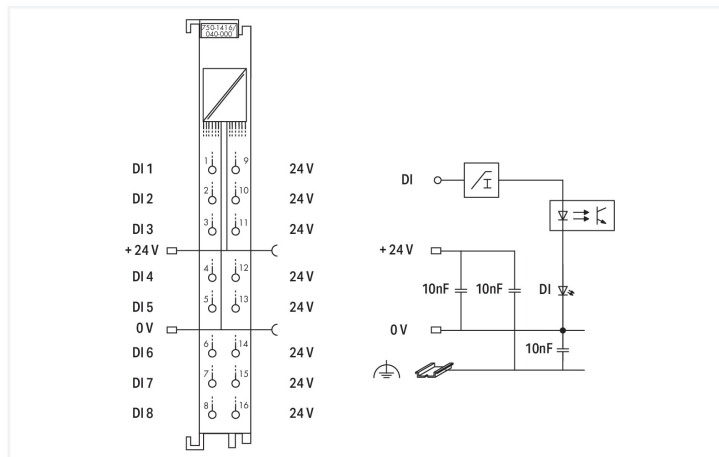 750-1416/
040-000
DI 1 1 9 24 V
DI 2 2 10 24 V
DI 3 3 11 24 V
+ 24 V
DI 4 4 12 24 V
DI 5 5 13 24 V
0 V
DI 6 6 14 24 V
DI 7 7 15 24 V
DI 8 8 16 24 V
DI I
+ 24 V
10nF 10nF DI
0 V
10nF